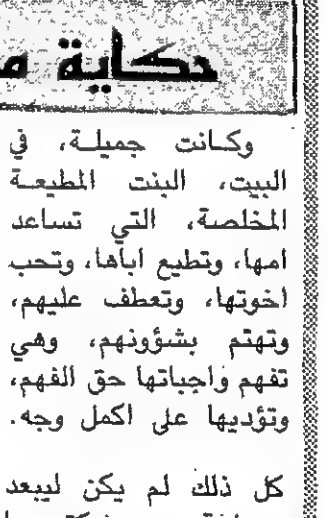 حكاية
وكانت جميلة، في
البيت، البنت المطيعة
المخلصة، التي تساعد
امها، وتطيع اباها، وتحب
اخوتها، وتعطف عليهم،
وتهتم بشؤونهم، وهي
تفهم واجباتها حق الفهم،
وتؤديها على اكمل وجه.
كل ذلك لم يكن ليبعد